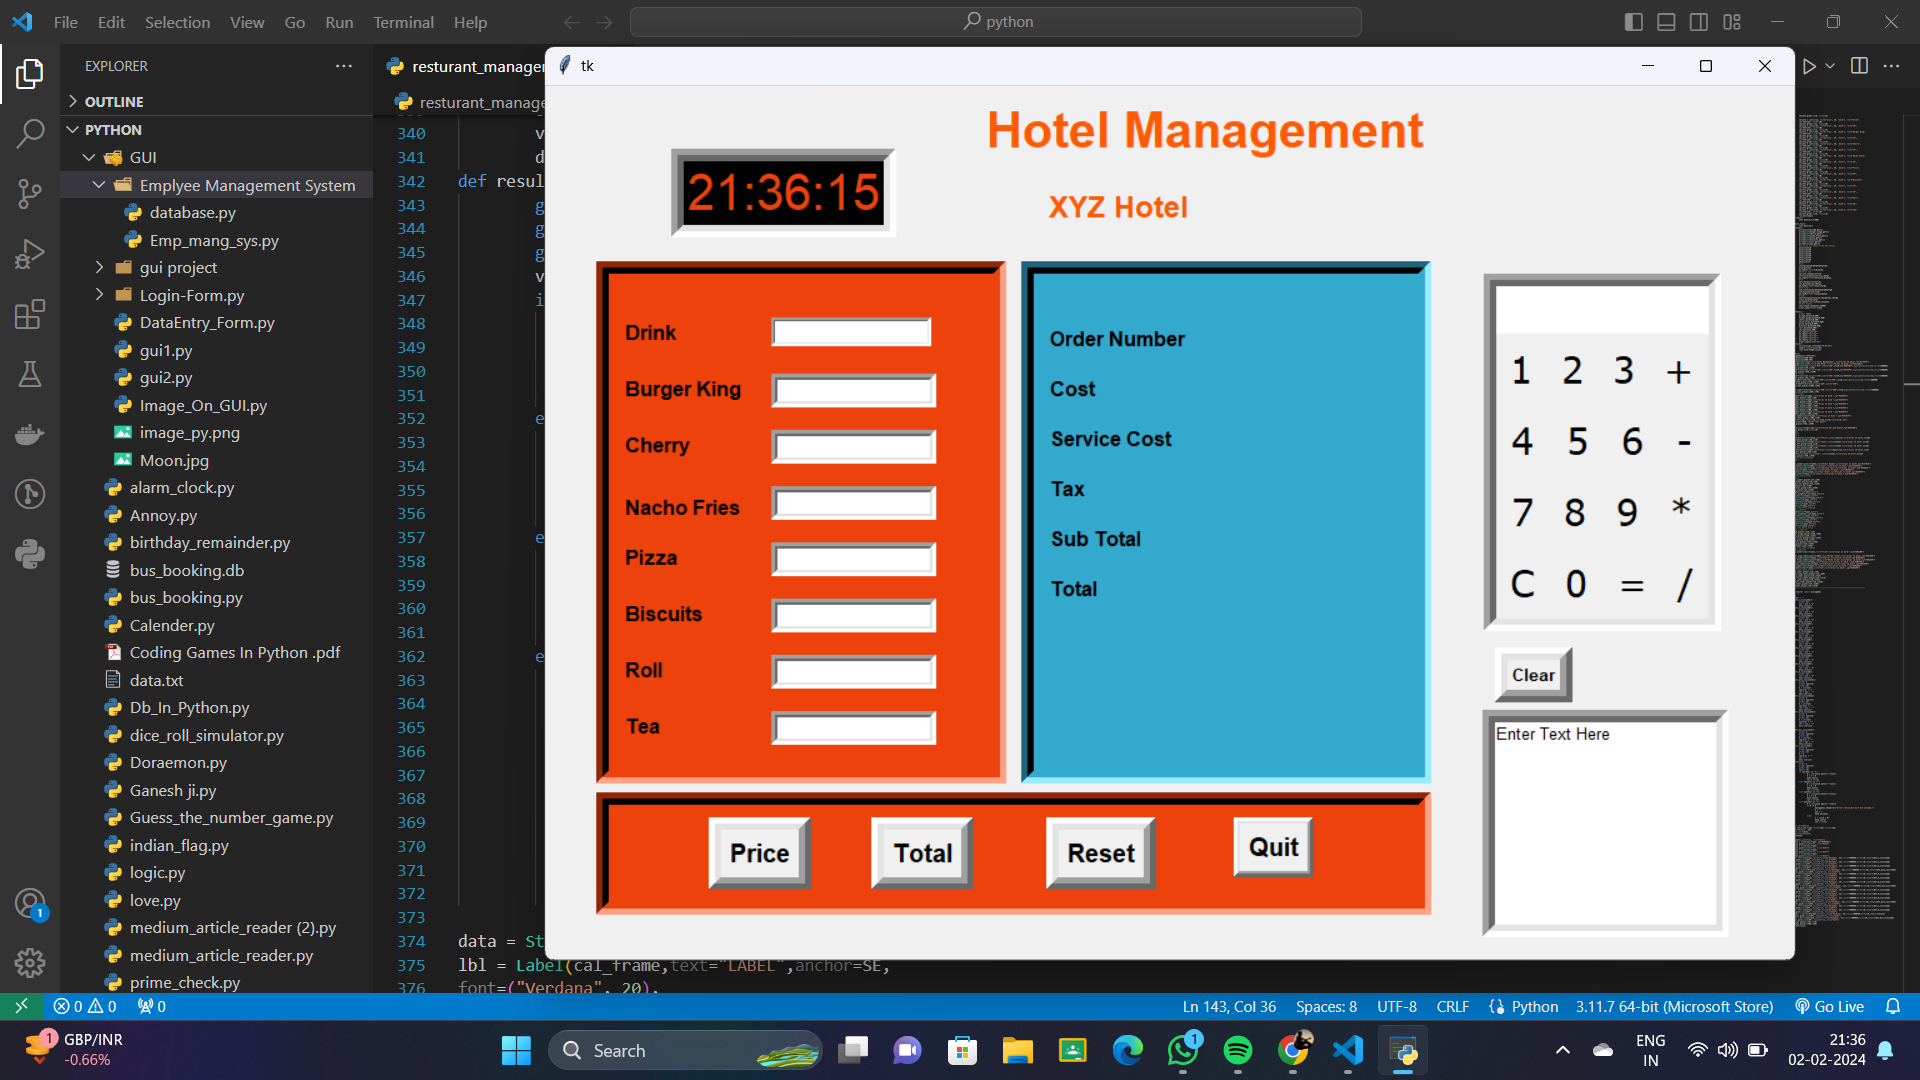 File Edit Selection View Go Run Terminal Help
python
EXPLORER
OUTLINE
PYTHON
GUI
Emplyee Management System
database.py
Emp_mang_sys.py
gui project
Login-Form.py
DataEntry_Form.py
gui1.py
gui2.py
Image_On_GUI.py
image_py.png
Moon.jpg
alarm_clock.py
Annoy.py
birthday_remainder.py
bus_booking.db
bus_booking.py
Calender.py
Coding Games In Python .pdf
data.txt
Db_In_Python.py
dice_roll_simulator.py
Doraemon.py
Ganesh ji.py
Guess_the_number_game.py
indian_flag.py
logic.py
love.py
medium_article_reader (2).py
medium_article_reader.py
prime_check.py
1
resturant_manager
resturant_manage
340 v
341 d
342 def resul
343 g
344 g
345 g
346 v
347 i
348
349
350
351
352 e
353
354
355
356
357 e
358
359
360
361
362 e
363
364
365
366
367
368
369
370
371
372
373
374 data = St
375 lbl = Label(cal_frame,text="LABEL",anchor=SE,
376 font=("Verdana", 20),
tk
Hotel Management
21:36:15
XYZ Hotel
Drink
Burger King
Cherry
Nacho Fries
Pizza
Biscuits
Roll
Tea
Order Number
Cost
Service Cost
Tax
Sub Total
Total
1 2 3 +
4 5 6 -
7 8 9 *
C 0 = /
Clear
Enter Text Here
Price Total Reset Quit
0 0 0
Ln 143, Col 36 Spaces: 8 UTF-8 CRLF Python 3.11.7 64-bit (Microsoft Store) Go Live
1
GBP/INR
-0.66%
Search
1
ENG
IN
21:36
02-02-2024